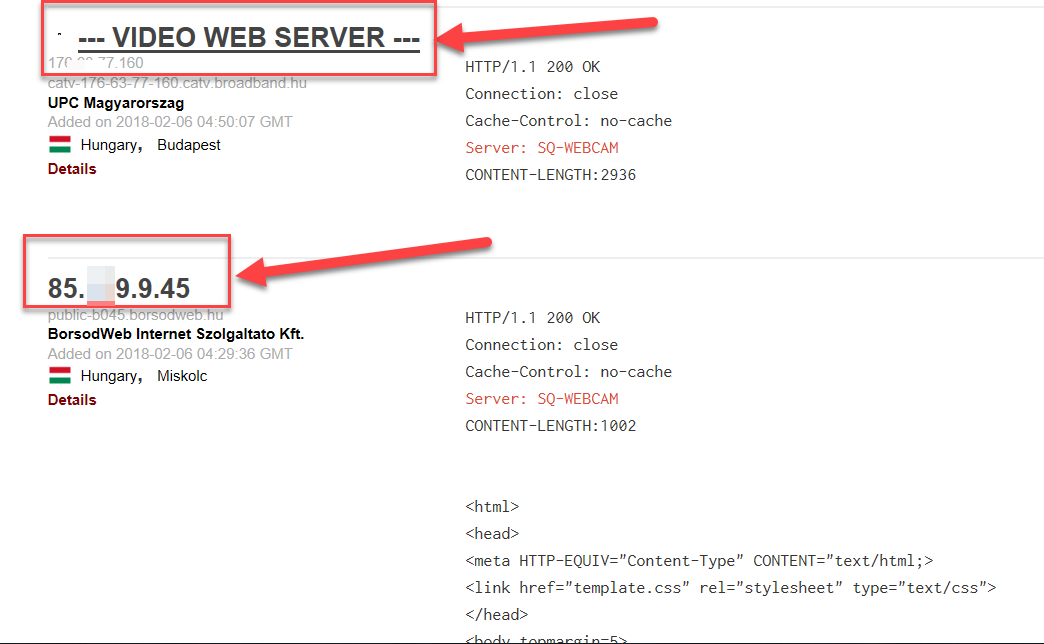 --- VIDEO WEB SERVER ---
77.160
catv-176-63-77-160.catv.broadband.hu
UPC Magyarorszag
Added on 2018-02-06 04:50:07 GMT
Hungary, Budapest
Details
HTTP/1.1 200 OK
Connection: close
Cache-Control: no-cache
Server: SQ-WEBCAM
CONTENT-LENGTH:2936
85. 9.9.45
public-b045.borsodweb.hu
BorsodWeb Internet Szolgaltato Kft.
Added on 2018-02-06 04:29:36 GMT
Hungary, Miskolc
Details
HTTP/1.1 200 OK
Connection: close
Cache-Control: no-cache
Server: SQ-WEBCAM
CONTENT-LENGTH:1002
<html>
<head>
<meta HTTP-EQUIV="Content-Type" CONTENT="text/html;>
<link href="template.css" rel="stylesheet" type="text/css">
</head>
<body topmargin=5>